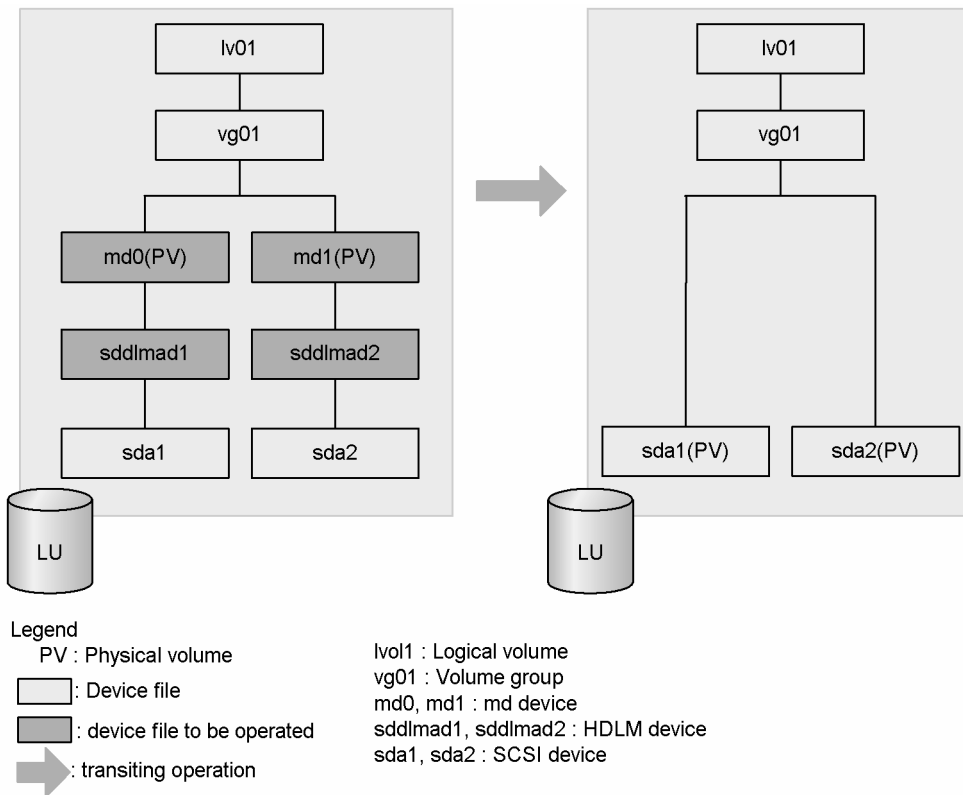 lv01
vg01
md0(PV) md1(PV)
sddlmad1 sddlmad2
sda1 sda2
LU
lv01
vg01
sda1(PV) sda2(PV)
LU
Legend
PV : Physical volume
: Device file
: device file to be operated
: transiting operation
lvol1 : Logical volume
vg01 : Volume group
md0, md1 : md device
sddlmad1, sddlmad2 : HDLM device
sda1, sda2 : SCSI device